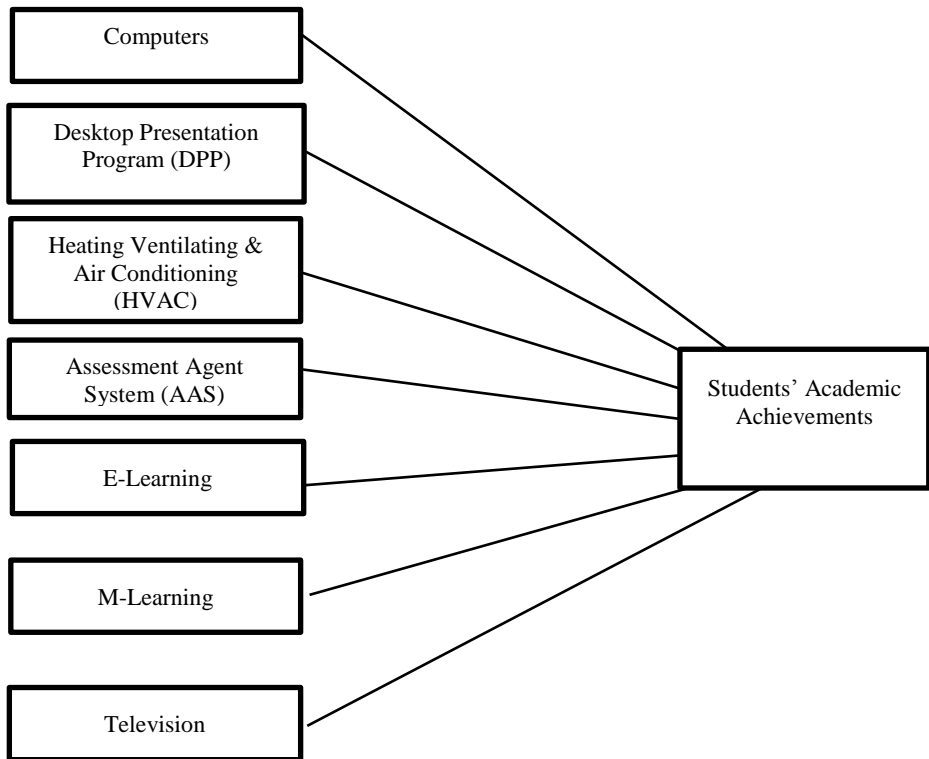 Computers
Desktop Presentation
Program (DPP)
Heating Ventilating &
Air Conditioning
(HVAC)
Assessment Agent
System (AAS)
E-Learning
M-Learning
Television
Students’ Academic
Achievements